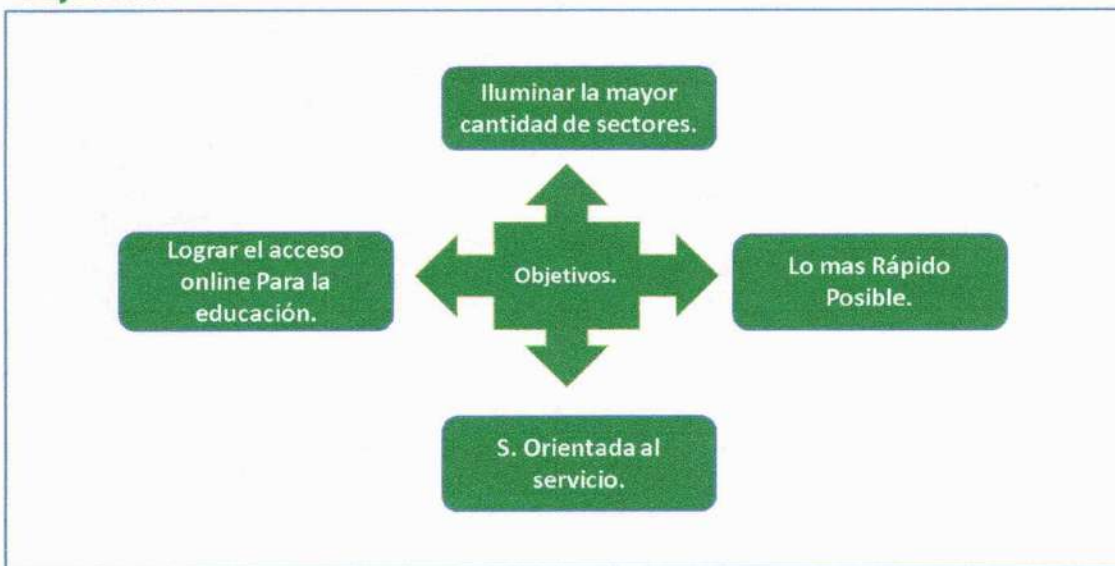 Iluminar la mayor
cantidad de sectores.
Lograr el acceso
online Para la
educación.
Objetivos.
Lo mas Rápido
Posible.
S. Orientada al
servicio.